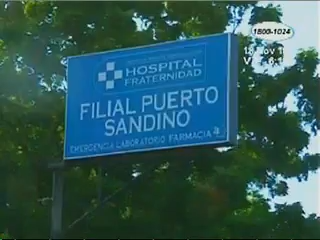 1800-1024
HOSPITAL
FRATERNIDAD
FILIAL PUERTO
SANDINO
EMERGENCIA LABORATORIO FARMACIA